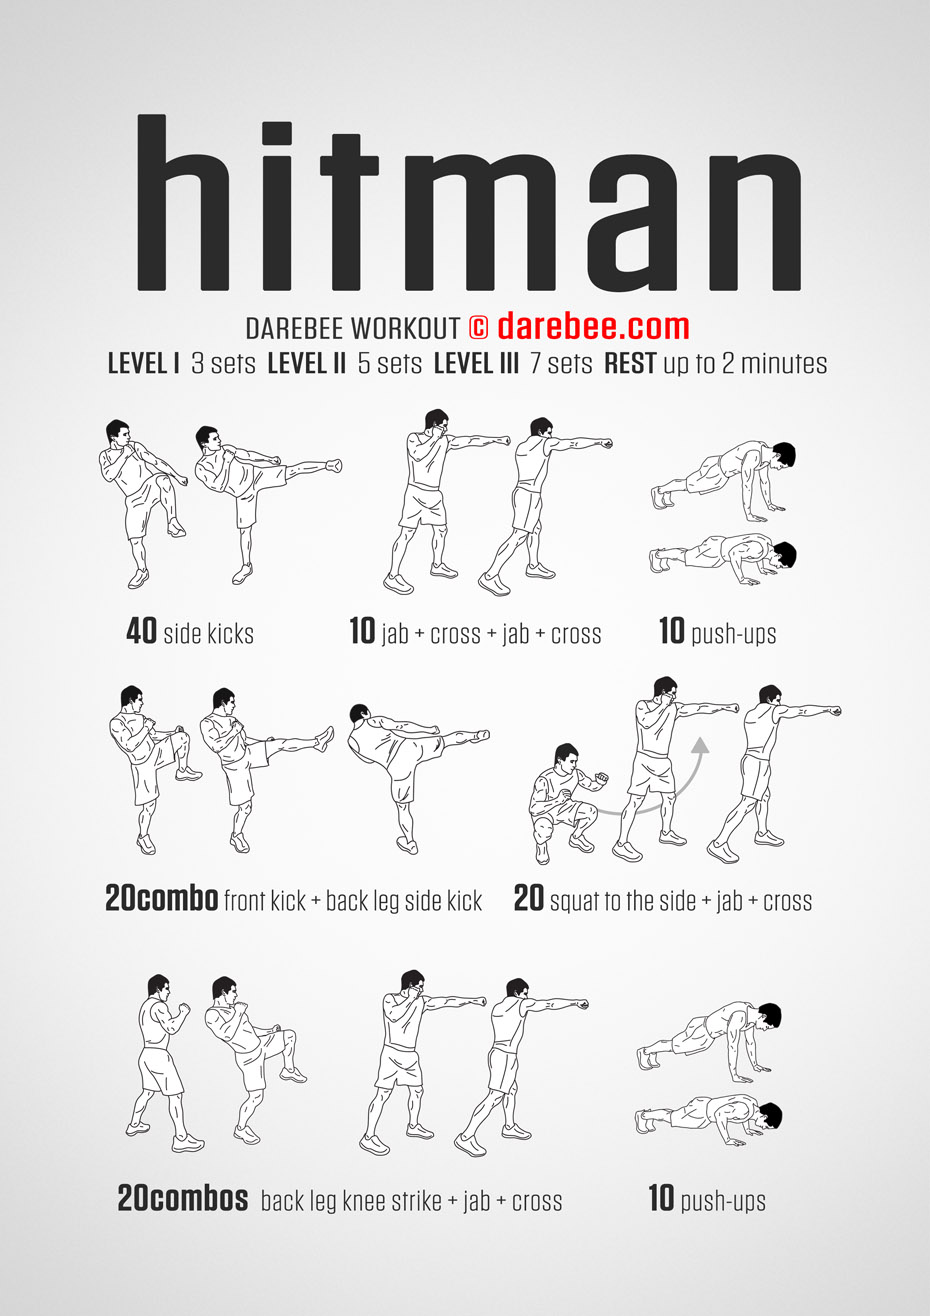 hitman
DAREBEE WORKOUT © darebee.com
LEVEL I 3 sets LEVEL II 5 sets LEVEL III 7 sets REST up to 2 minutes
40 side kicks
10 jab + cross + jab + cross
10 push-ups
20combo front kick + back leg side kick
20 squat to the side + jab + cross
20combos back leg knee strike + jab + cross
10 push-ups